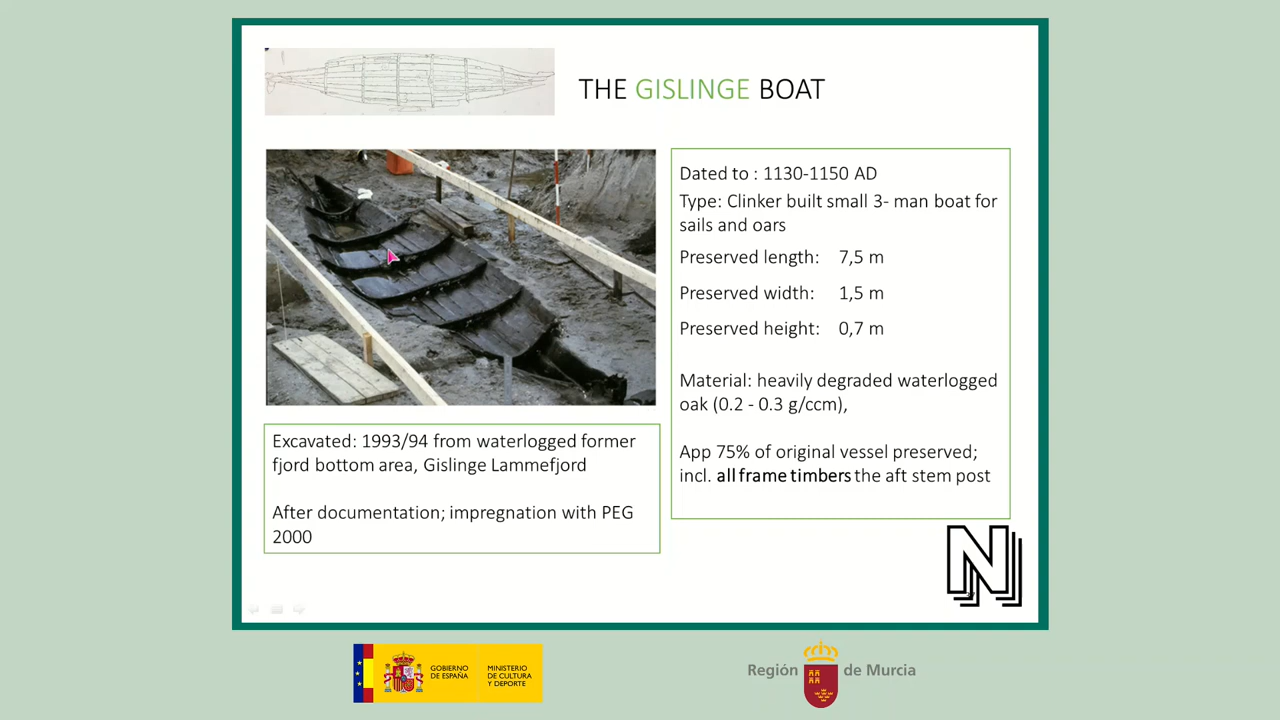 THE GISLINGE BOAT
Dated to : 1130-1150 AD
Type: Clinker built small 3- man boat for
sails and oars
Preserved length: 7,5 m
Preserved width: 1,5 m
Preserved height: 0,7 m
Material: heavily degraded waterlogged
oak (0.2 - 0.3 g/ccm),
App 75% of original vessel preserved;
incl. all frame timbers the aft stem post
Excavated: 1993/94 from waterlogged former
fjord bottom area, Gislinge Lammefjord
After documentation; impregnation with PEG
2000
N
GOBIERNO
DE ESPAÑA
MINISTERIO
DE CULTURA
Y DEPORTE
Región de Murcia